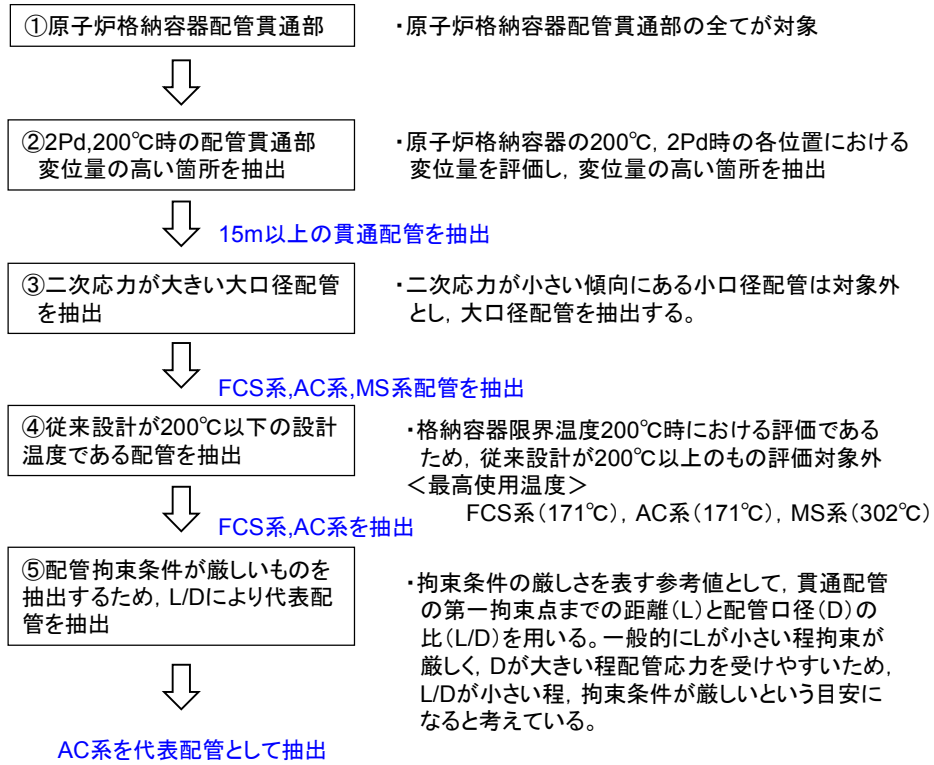 ①原子炉格納容器配管貫通部
・原子炉格納容器配管貫通部の全てが対象
②2Pd,200℃時の配管貫通部
変位量の高い箇所を抽出
・原子炉格納容器の200℃，2Pd時の各位置における
変位量を評価し，変位量の高い箇所を抽出
15m以上の貫通配管を抽出
③二次応力が大きい大口径配管
を抽出
・二次応力が小さい傾向にある小口径配管は対象外
とし，大口径配管を抽出する。
FCS系,AC系,MS系配管を抽出
④従来設計が200℃以下の設計
温度である配管を抽出
・格納容器限界温度200℃時における評価である
ため，従来設計が200℃以上のもの評価対象外
＜最高使用温度＞
FCS系（171℃），AC系（171℃），MS系（302℃）
FCS系,AC系を抽出
⑤配管拘束条件が厳しいものを
抽出するため，L/Dにより代表配
管を抽出
・拘束条件の厳しさを表す参考値として，貫通配管
の第一拘束点までの距離（L）と配管口径（D）の
比（L/D）を用いる。一般的にLが小さい程拘束が
厳しく，Dが大きい程配管応力を受けやすいため，
L/Dが小さい程，拘束条件が厳しいという目安に
なると考えている。
AC系を代表配管として抽出